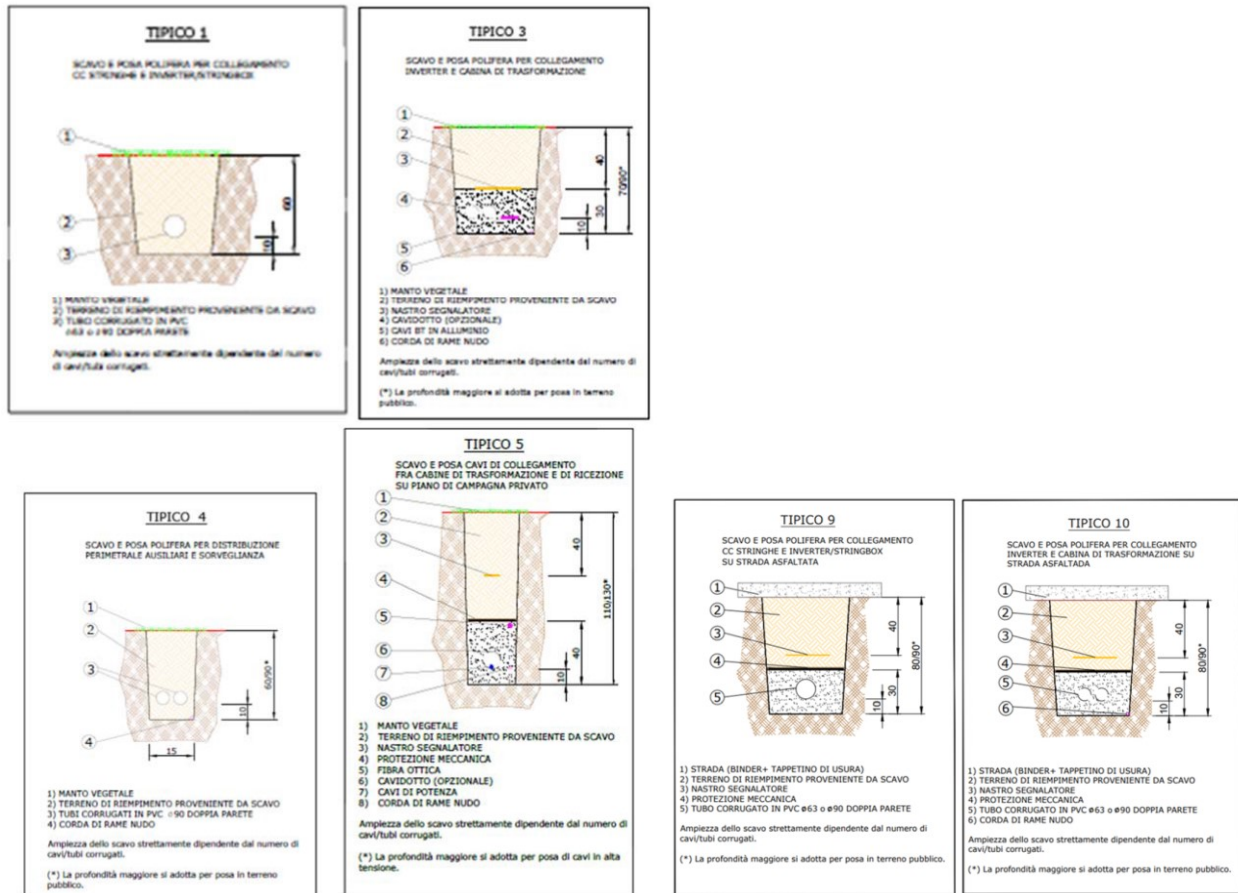 TIPICO 1
SCAVO E POSA POLIFERA PER COLLEGAMENTO
CC STRINGHE E INVERTER/STRINGBOX
1
2
3
60
10
1) MANTO VEGETALE
2) TERRENO DI RIEMPIMENTO PROVENIENTE DA SCAVO
3) TUBO CORRUGATO IN PVC
ø63 o ø90 DOPPIA PARETE
Ampiezza dello scavo strettamente dipendente dal numero
di cavi/tubi corrugati.
TIPICO 3
SCAVO E POSA POLIFERA PER COLLEGAMENTO
INVERTER E CABINA DI TRASFORMAZIONE
1
2
3
4
5
6
40
30
10
70/90*
1) MANTO VEGETALE
2) TERRENO DI RIEMPIMENTO PROVENIENTE DA SCAVO
3) NASTRO SEGNALATORE
4) CAVIDOTTO (OPZIONALE)
5) CAVI BT IN ALLUMINIO
6) CORDA DI RAME NUDO
Ampiezza dello scavo strettamente dipendente dal numero di
cavi/tubi corrugati.
(*) La profondità maggiore si adotta per posa in terreno
pubblico.
TIPICO 4
SCAVO E POSA POLIFERA PER DISTRIBUZIONE
PERIMETRALE AUSILIARI E SORVEGLIANZA
1
2
3
4
60/90*
10
15
1) MANTO VEGETALE
2) TERRENO DI RIEMPIMENTO PROVENIENTE DA SCAVO
3) TUBI CORRUGATI IN PVC ø90 DOPPIA PARETE
4) CORDA DI RAME NUDO
Ampiezza dello scavo strettamente dipendente dal numero di
cavi/tubi corrugati.
(*) La profondità maggiore si adotta per posa in terreno
pubblico.
TIPICO 5
SCAVO E POSA CAVI DI COLLEGAMENTO
FRA CABINE DI TRASFORMAZIONE E DI RICEZIONE
SU PIANO DI CAMPAGNA PRIVATO
1
2
3
4
5
6
7
8
40
40
10
110/130*
1) MANTO VEGETALE
2) TERRENO DI RIEMPIMENTO PROVENIENTE DA SCAVO
3) NASTRO SEGNALATORE
4) PROTEZIONE MECCANICA
5) FIBRA OTTICA
6) CAVIDOTTO (OPZIONALE)
7) CAVI DI POTENZA
8) CORDA DI RAME NUDO
Ampiezza dello scavo strettamente dipendente dal numero di
cavi/tubi corrugati.
(*) La profondità maggiore si adotta per posa di cavi in alta
tensione.
TIPICO 9
SCAVO E POSA POLIFERA PER COLLEGAMENTO
CC STRINGHE E INVERTER/STRINGBOX
SU STRADA ASFALTATA
1
2
3
4
5
40
30
10
80/90*
1) STRADA (BINDER+ TAPPETINO DI USURA)
2) TERRENO DI RIEMPIMENTO PROVENIENTE DA SCAVO
3) NASTRO SEGNALATORE
4) PROTEZIONE MECCANICA
5) TUBO CORRUGATO IN PVC ø63 o ø90 DOPPIA PARETE
Ampiezza dello scavo strettamente dipendente dal numero di
cavi/tubi corrugati.
(*) La profondità maggiore si adotta per posa in terreno pubblico.
TIPICO 10
SCAVO E POSA POLIFERA PER COLLEGAMENTO
INVERTER E CABINA DI TRASFORMAZIONE SU
STRADA ASFALTADA
1
2
3
4
5
6
40
30
10
80/90*
1) STRADA (BINDER+ TAPPETINO DI USURA)
2) TERRENO DI RIEMPIMENTO PROVENIENTE DA SCAVO
3) NASTRO SEGNALATORE
4) PROTEZIONE MECCANICA
5) TUBO CORRUGATO IN PVC ø63 o ø90 DOPPIA PARETE
6) CORDA DI RAME NUDO
Ampiezza dello scavo strettamente dipendente dal numero di
cavi/tubi corrugati.
(*) La profondità maggiore si adotta per posa in terreno pubblico.